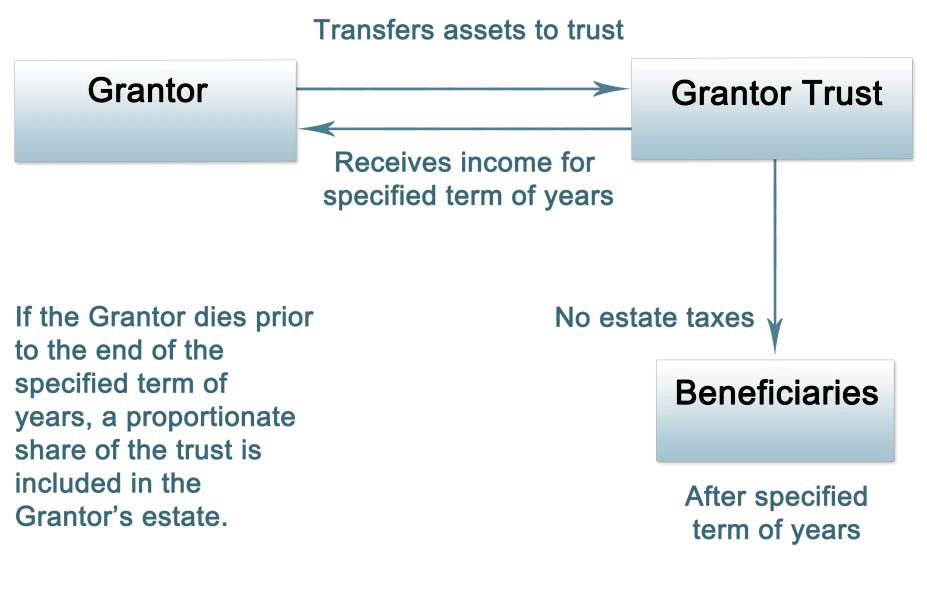 Transfers assets to trust
Grantor
Grantor Trust
Receives income for
specified term of years
If the Grantor dies prior
to the end of the
specified term of
years, a proportionate
share of the trust is
included in the
Grantor’s estate.
No estate taxes
Beneficiaries
After specified
term of years